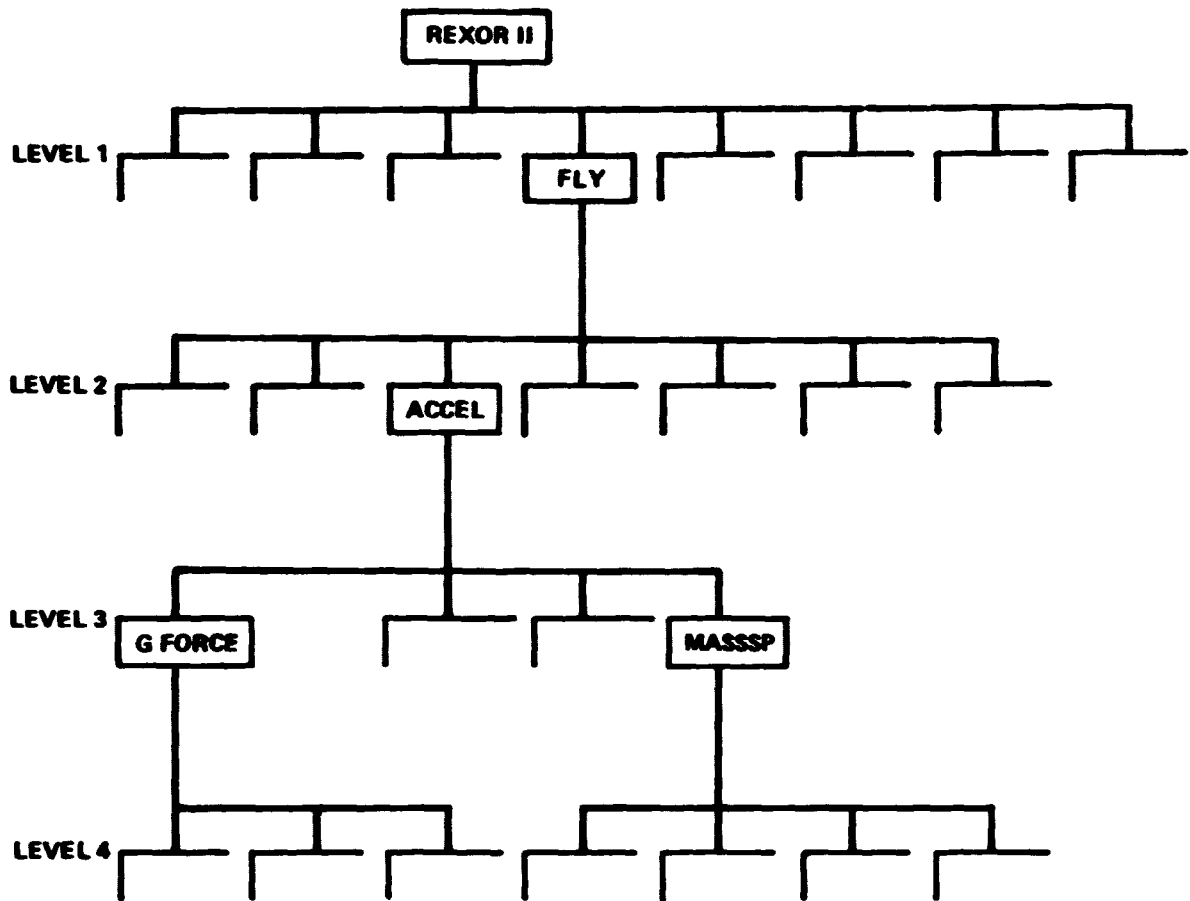 REXOR II
LEVEL 1
FLY
LEVEL 2
ACCEL
LEVEL 3
G FORCE
MASSSP
LEVEL 4